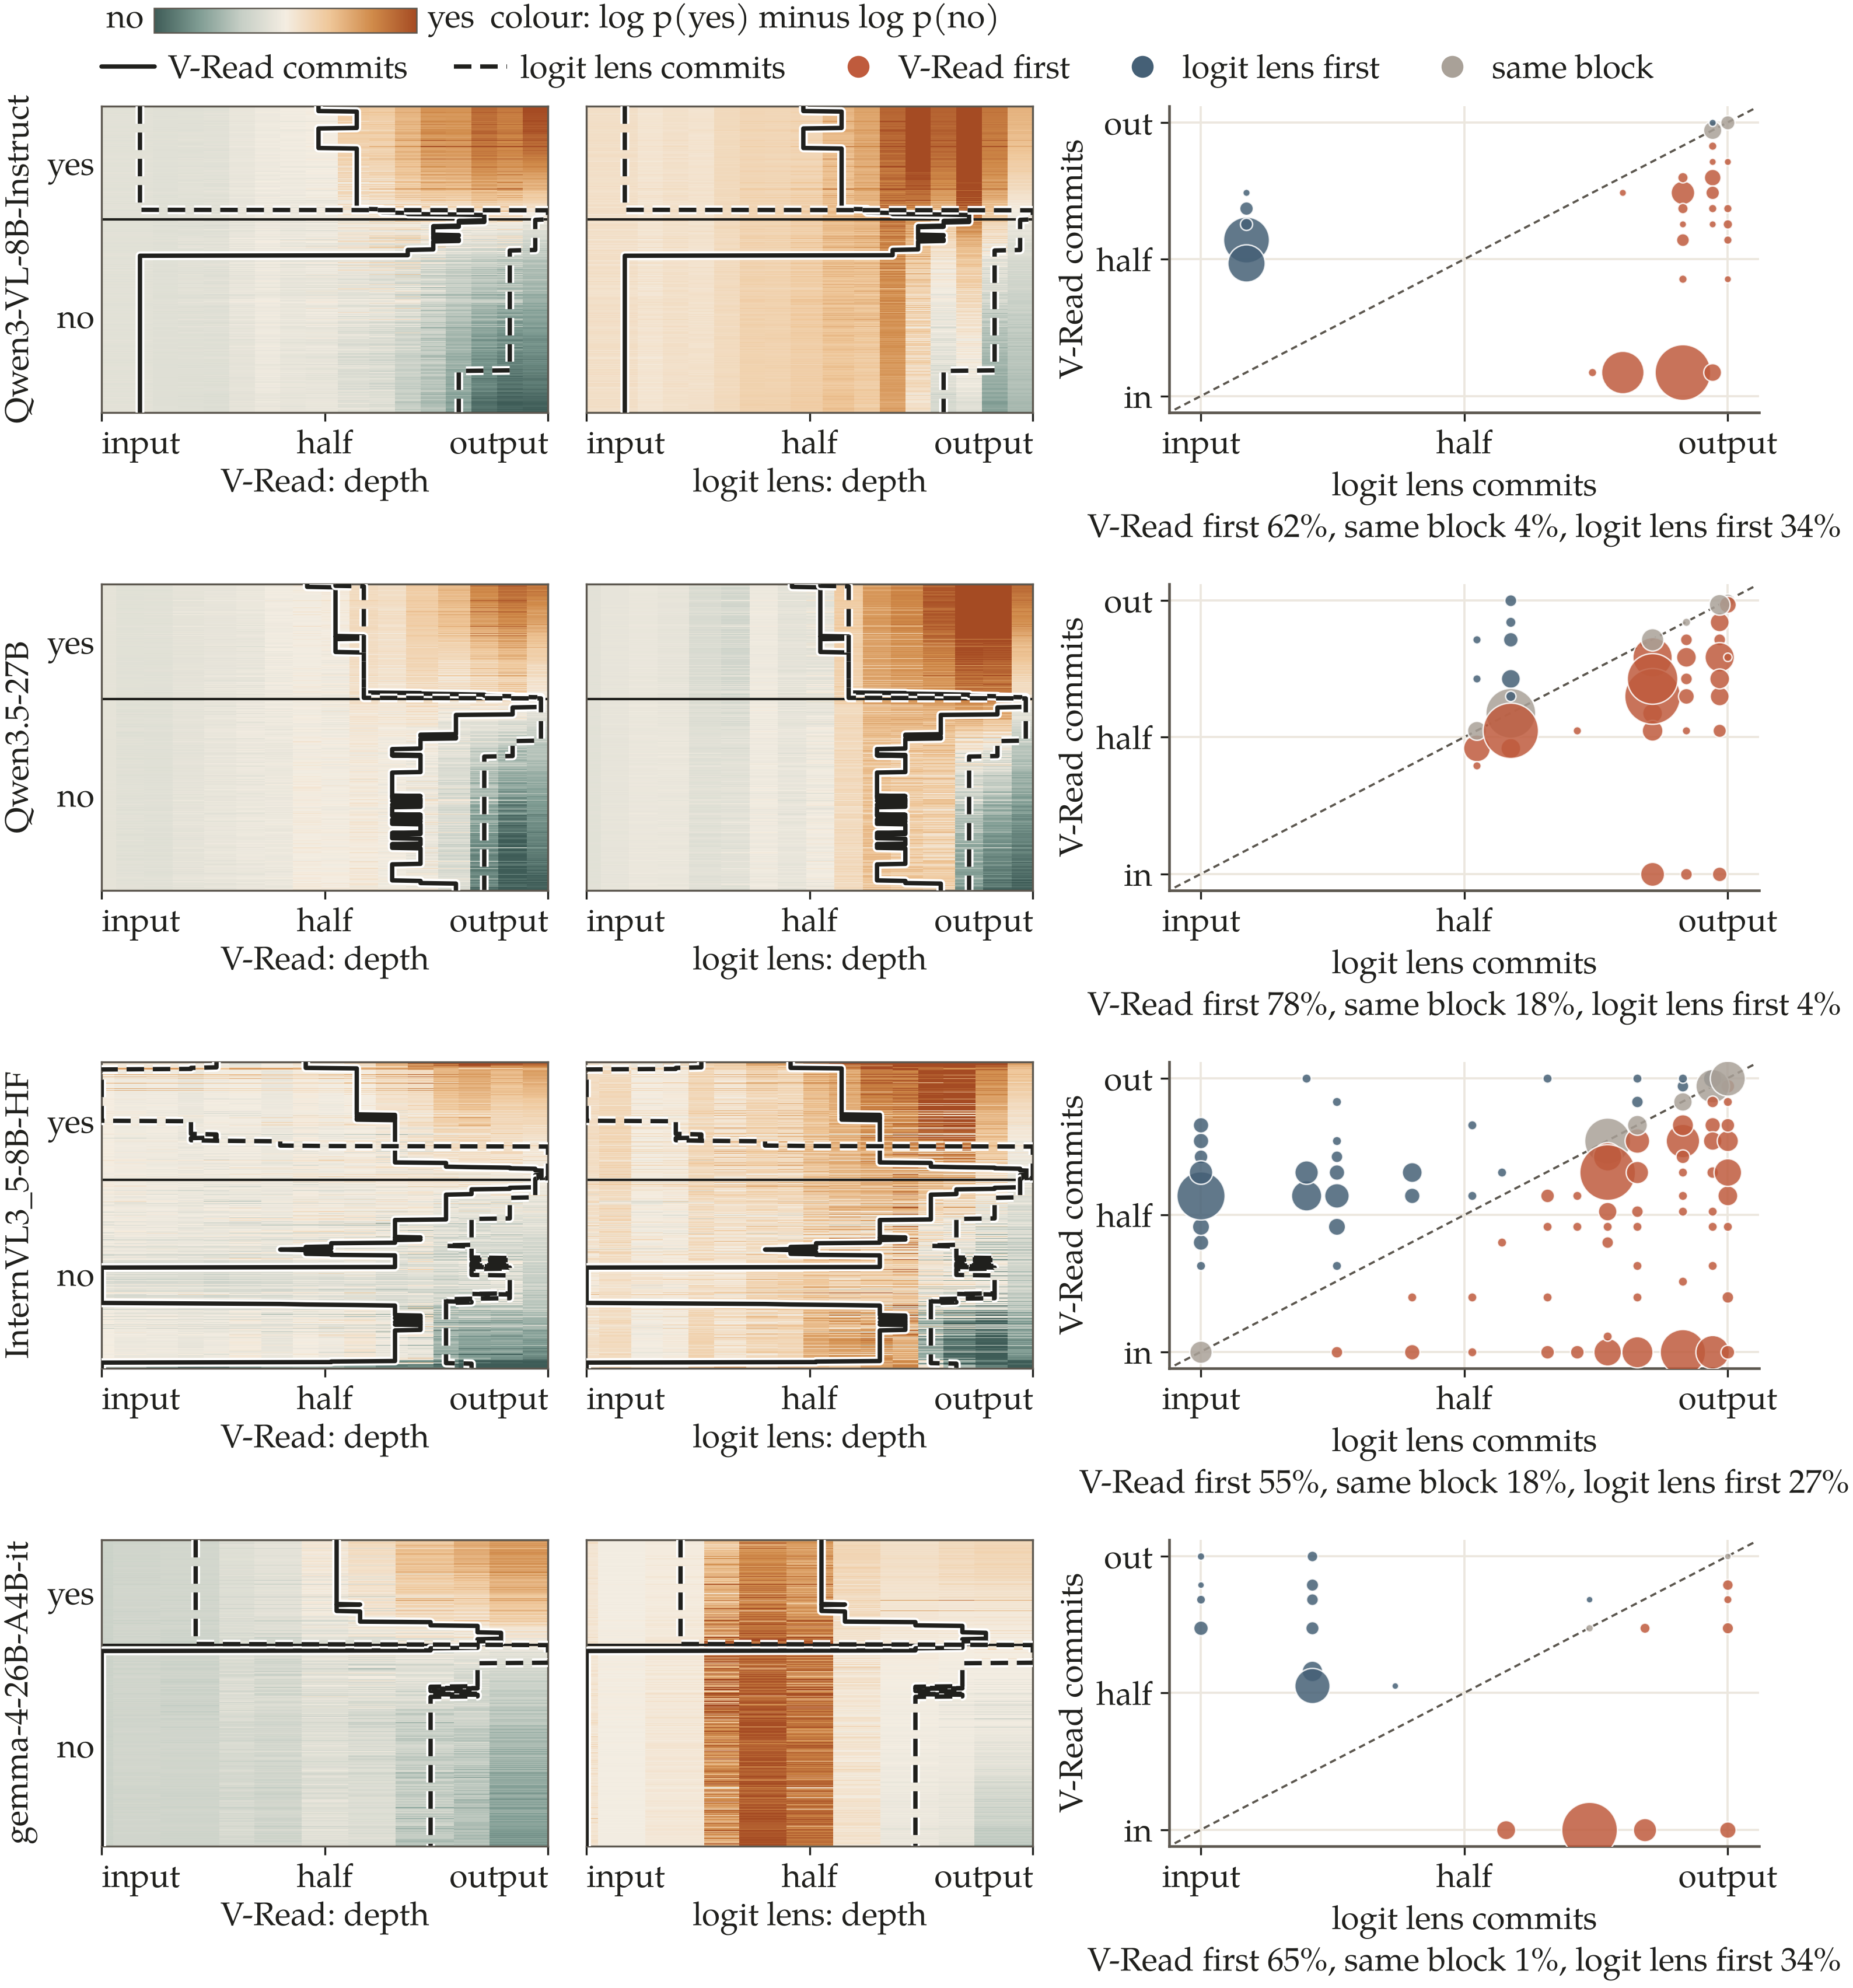 no yes colour: log p(yes) minus log p(no)
V-Read commits logit lens commits V-Read first logit lens first same block
Qwen3-VL-8B-Instruct
yes
no
input half output
V-Read: depth
input half output
logit lens: depth
V-Read commits
out
half
in
input half output
logit lens commits
V-Read first 62%, same block 4%, logit lens first 34%
Qwen3.5-27B
yes
no
input half output
V-Read: depth
input half output
logit lens: depth
V-Read commits
out
half
in
input half output
logit lens commits
V-Read first 78%, same block 18%, logit lens first 4%
InternVL3_5-8B-HF
yes
no
input half output
V-Read: depth
input half output
logit lens: depth
V-Read commits
out
half
in
input half output
logit lens commits
V-Read first 55%, same block 18%, logit lens first 27%
gemma-4-26B-A4B-it
yes
no
input half output
V-Read: depth
input half output
logit lens: depth
V-Read commits
out
half
in
input half output
logit lens commits
V-Read first 65%, same block 1%, logit lens first 34%